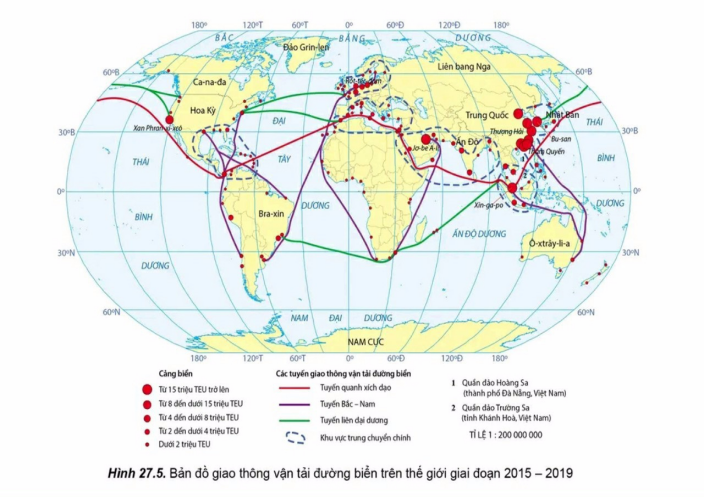 180° 120°T 60°T 0° 60°Đ 120°Đ 180°
BẮC BĂNG DƯƠNG
Đảo Grin-len
60°B 60°B
Liên bang Nga
Ca-na-đa
Hoa Kỳ
Xan Phran-xi-xcô
ĐẠI
TÂY
DƯƠNG
Trung Quốc
Nhật Bản
Thượng Hải
Bu-san
Ấn Độ
30°B 30°B
THÁI
BÌNH
DƯƠNG
THÁI
BÌNH
DƯƠNG
0° 0°
Xin-ga-po
Bra-xin
ẤN ĐỘ DƯƠNG
Ô-xtrây-li-a
30°N 30°N
60°N 60°N
NAM ĐẠI DƯƠNG
NAM CỰC
180° 120°T 60°T 0° 60°Đ 120°Đ 180°
Cảng biển
Từ 15 triệu TEU trở lên
Từ 8 đến dưới 15 triệu TEU
Từ 4 đến dưới 8 triệu TEU
Từ 2 đến dưới 4 triệu TEU
Dưới 2 triệu TEU
Các tuyến giao thông vận tải đường biển
Tuyến quanh xích đạo
Tuyến Bắc – Nam
Tuyến liên đại dương
Khu vực trung chuyển chính
1 Quần đảo Hoàng Sa
(thành phố Đà Nẵng, Việt Nam)
2 Quần đảo Trường Sa
(tỉnh Khánh Hoà, Việt Nam)
TỈ LỆ 1 : 200 000 000
Hình 27.5. Bản đồ giao thông vận tải đường biển trên thế giới giai đoạn 2015 – 2019